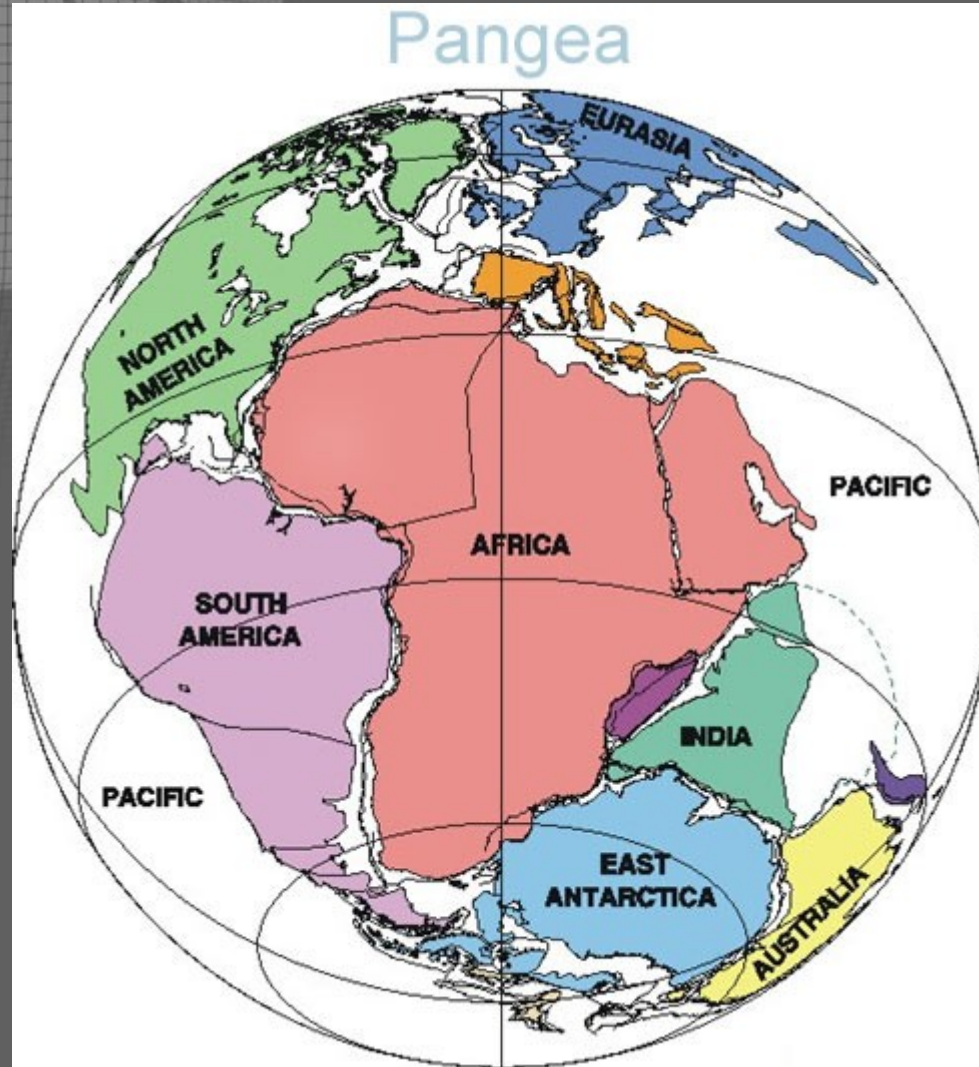 Pangea
EURASIA
NORTH
AMERICA
PACIFIC
AFRICA
SOUTH
AMERICA
INDIA
PACIFIC
EAST
ANTARCTICA
AUSTRALIA